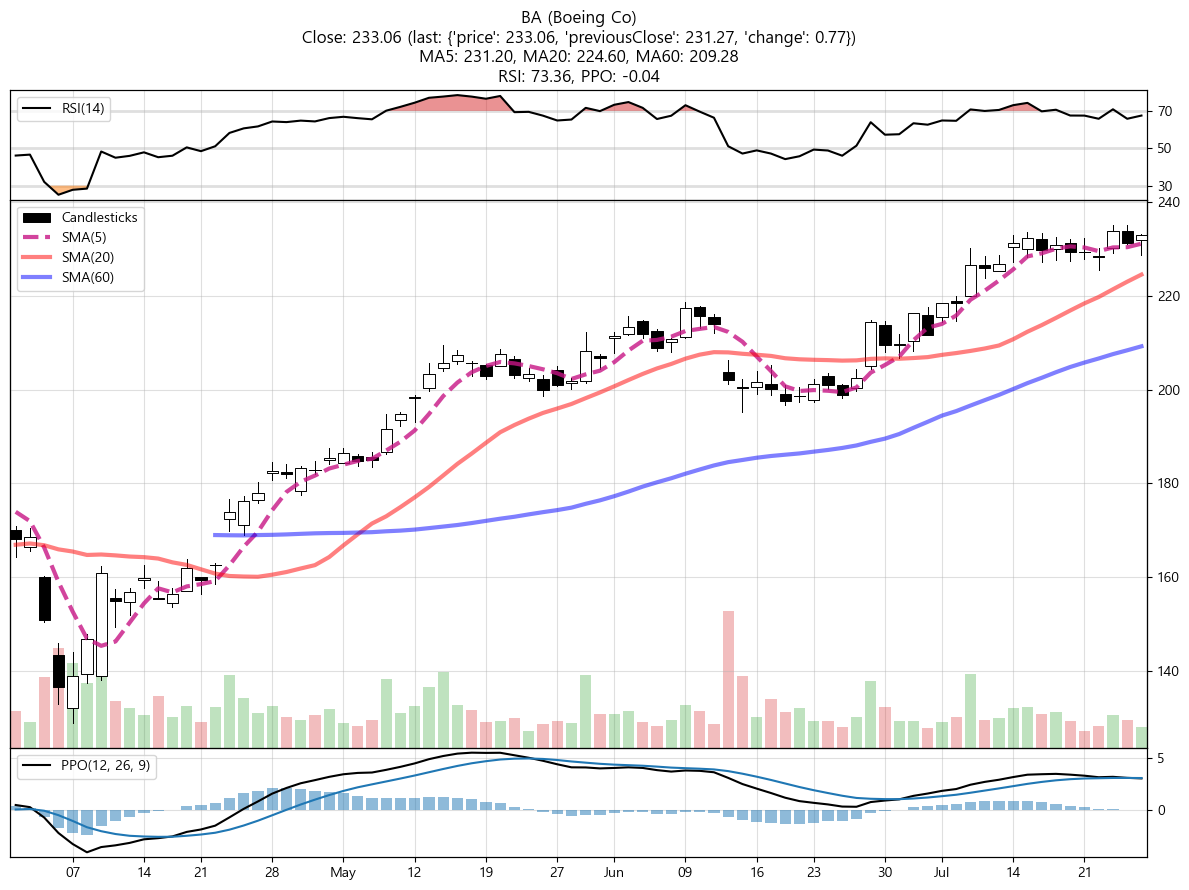 BA (Boeing Co)
Close: 233.06 (last: {'price': 233.06, 'previousClose': 231.27, 'change': 0.77})
MA5: 231.20, MA20: 224.60, MA60: 209.28
RSI: 73.36, PPO: -0.04
RSI(14)
70
50
30
Candlesticks
SMA(5)
SMA(20)
SMA(60)
240
220
200
180
160
140
PPO(12, 26, 9)
5
0
07 14 21 28 May 12 19 27 Jun 09 16 23 30 Jul 14 21